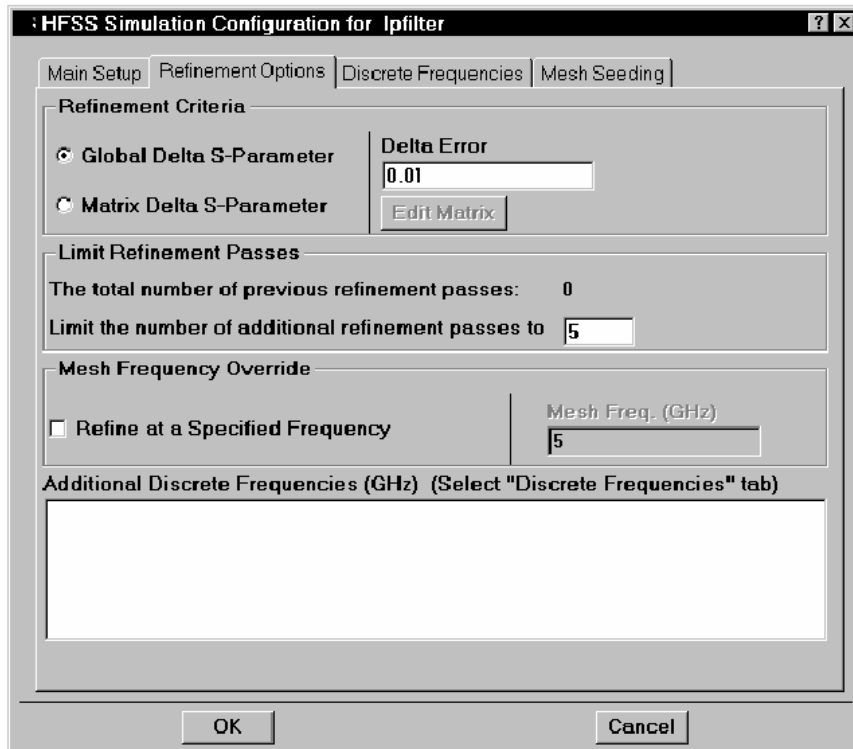 HFSS Simulation Configuration for lpfilter
? X
Main Setup Refinement Options Discrete Frequencies Mesh Seeding
Refinement Criteria
Global Delta S-Parameter
Delta Error
0.01
Matrix Delta S-Parameter
Edit Matrix
Limit Refinement Passes
The total number of previous refinement passes: 0
Limit the number of additional refinement passes to 5
Mesh Frequency Override
Refine at a Specified Frequency
Mesh Freq. (GHz)
5
Additional Discrete Frequencies (GHz) (Select "Discrete Frequencies" tab)
OK Cancel